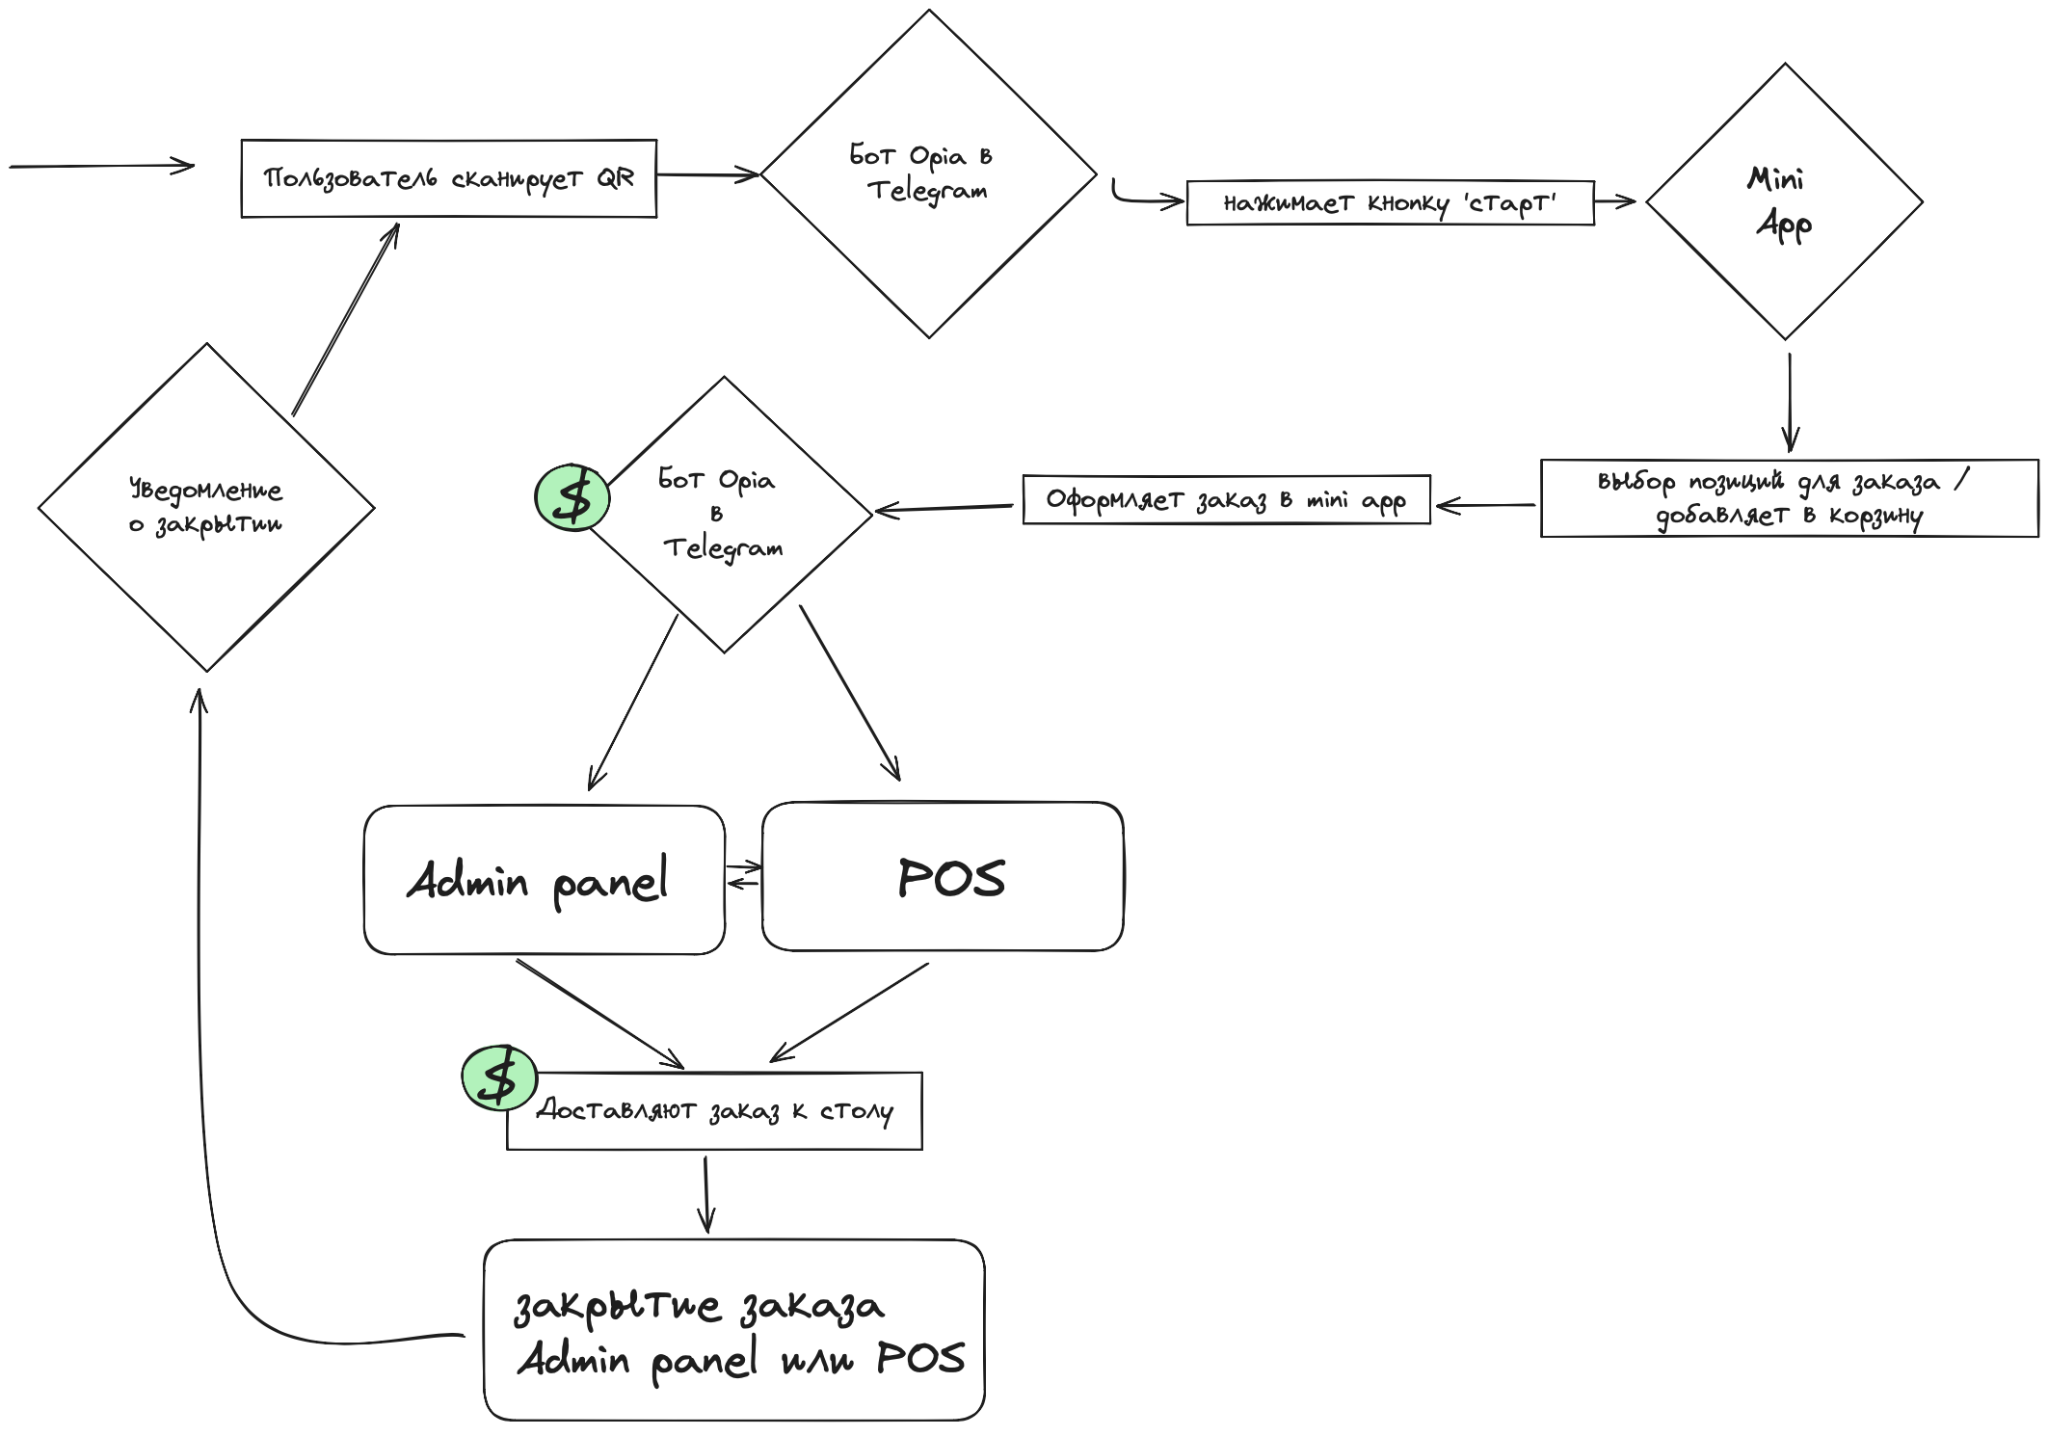 Пользователь сканирует QR
Бот Opia в
Telegram
нажимает кнопку 'старт'
Mini
App
выбор позиций для заказа /
добавляет в корзину
Оформляет заказ в mini app
$
Бот Opia
в
Telegram
Уведомление
о закрытии
Admin panel
POS
$
Доставляют заказ к столу
закрытие заказа
Admin panel или POS